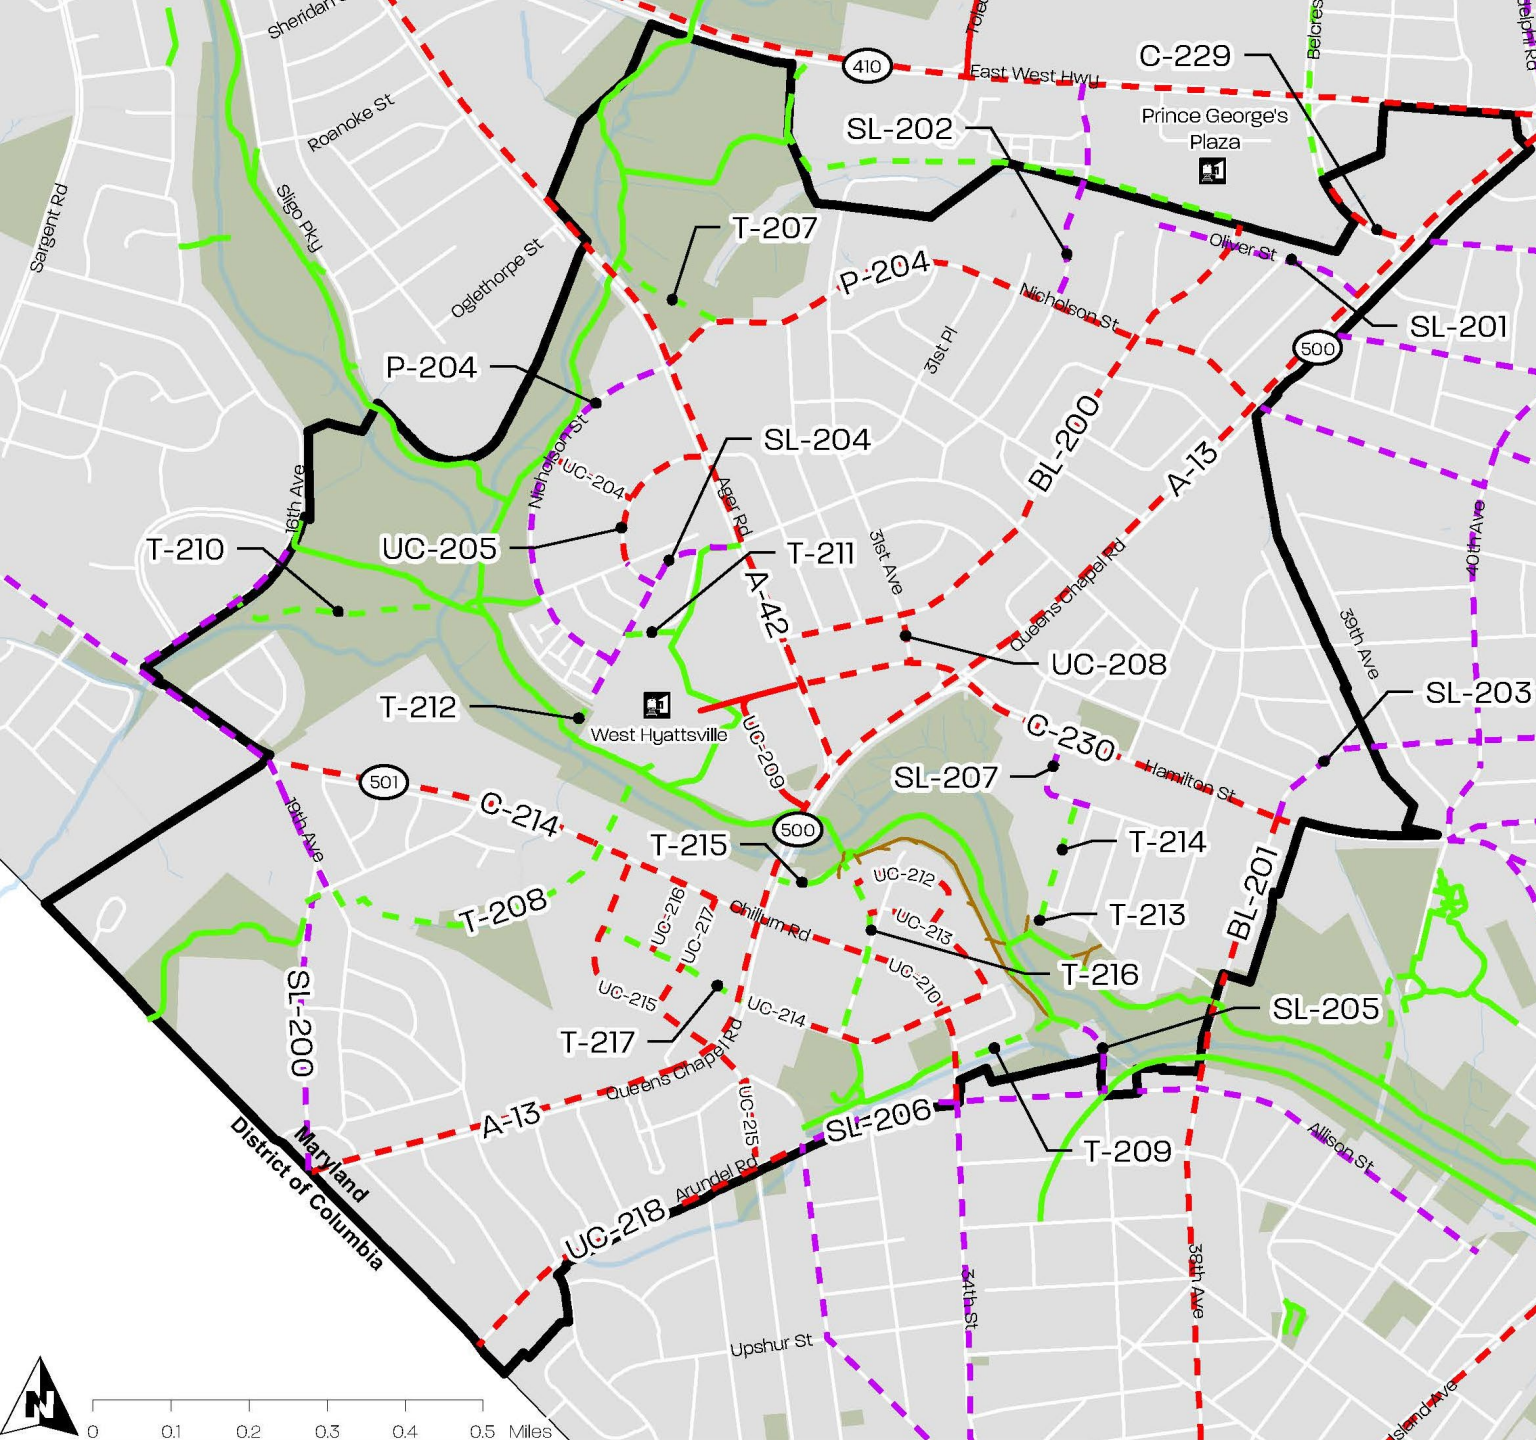 Sheridan
Toled
Belcres
delphi Rd
C-229
410
East West Hwy
Prince George's
Plaza
SL-202
Roanoke St
Sargent Rd
Sligo Pky
Oglethorpe St
T-207
P-204
Oliver St
Nicholson St
SL-201
500
31st Pl
P-204
Nicholson St
BL-200
A-13
SL-204
UC-204
Ager Rd
16th Ave
T-210
UC-205
T-211
31st Ave
Queens Chapel Rd
40th Ave
A-42
39th Ave
UC-208
T-212
West Hyattsville
UC-209
C-230
SL-203
Hamilton St
SL-207
501
C-214
19th Ave
500
T-215
T-214
UC-212
BL-201
T-208
UC-216
UC-217
Chillum Rd
UC-213
T-213
UC-210
T-216
SL-200
UC-215
T-217
UC-214
SL-205
Queens Chapel Rd
A-13
UC-215
SL-206
T-209
Allison St
Maryland
District of Columbia
Arundel Rd
UC-218
38th Ave
34th St
Upshur St
Island Ave
N
0 0.1 0.2 0.3 0.4 0.5 Miles